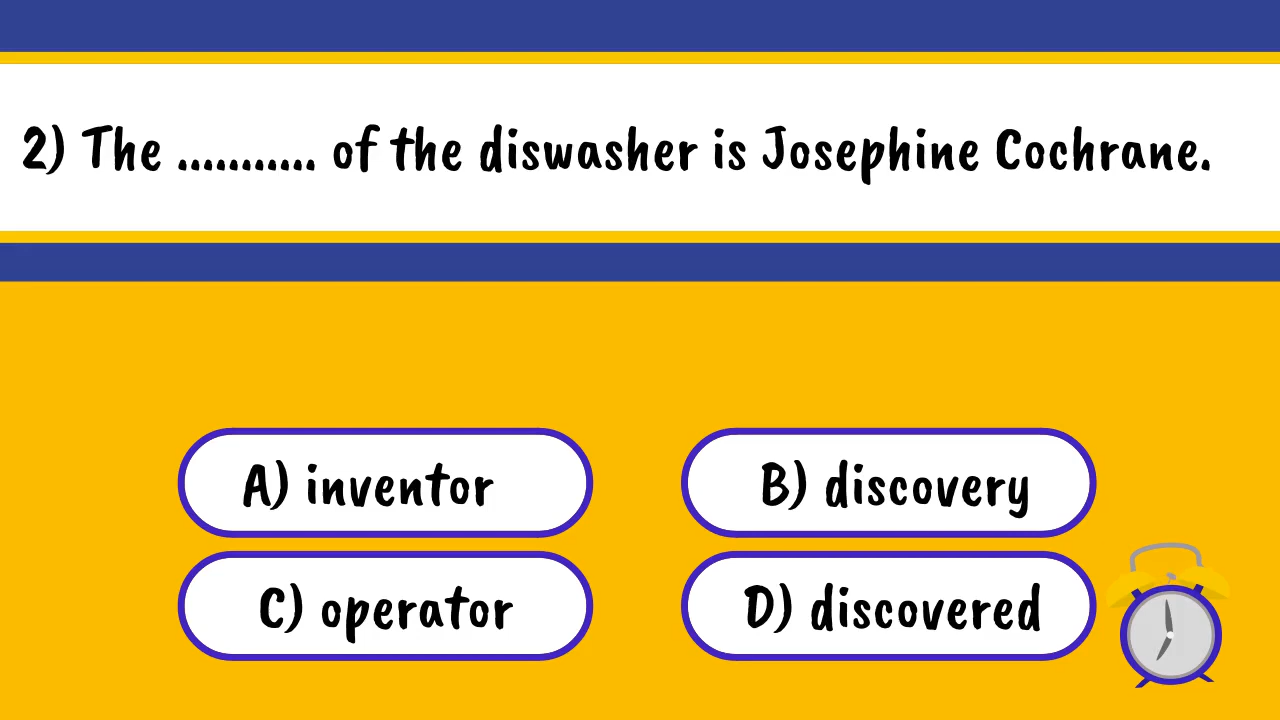 2) The ........... of the diswasher is Josephine Cochrane.
A) inventor
B) discovery
C) operator
D) discovered